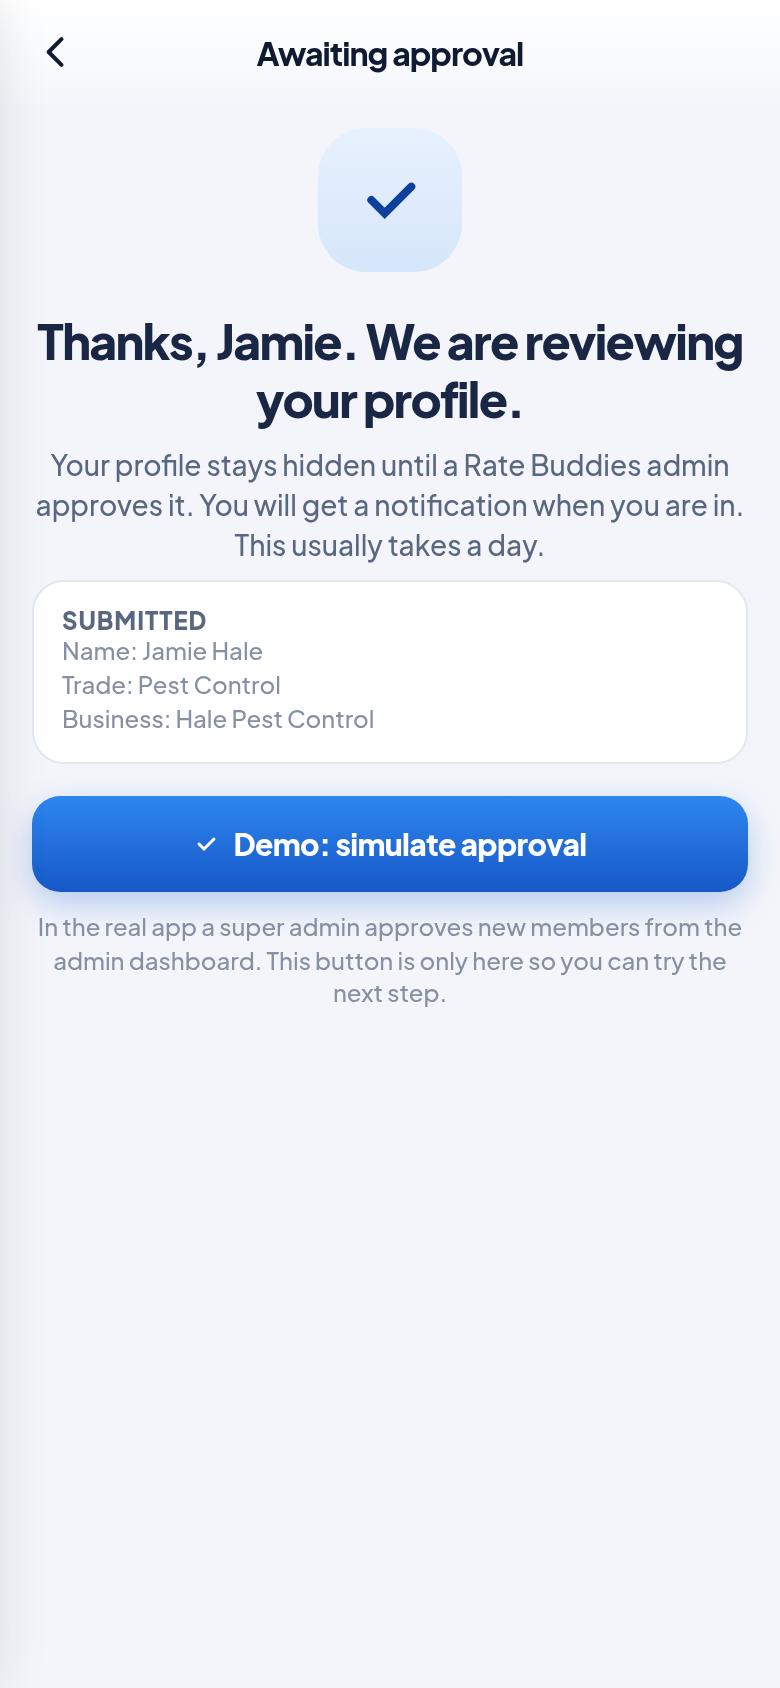 Awaiting approval
Thanks, Jamie. We are reviewing
your profile.
Your profile stays hidden until a Rate Buddies admin
approves it. You will get a notification when you are in.
This usually takes a day.
SUBMITTED
Name: Jamie Hale
Trade: Pest Control
Business: Hale Pest Control
Demo: simulate approval
In the real app a super admin approves new members from the
admin dashboard. This button is only here so you can try the
next step.